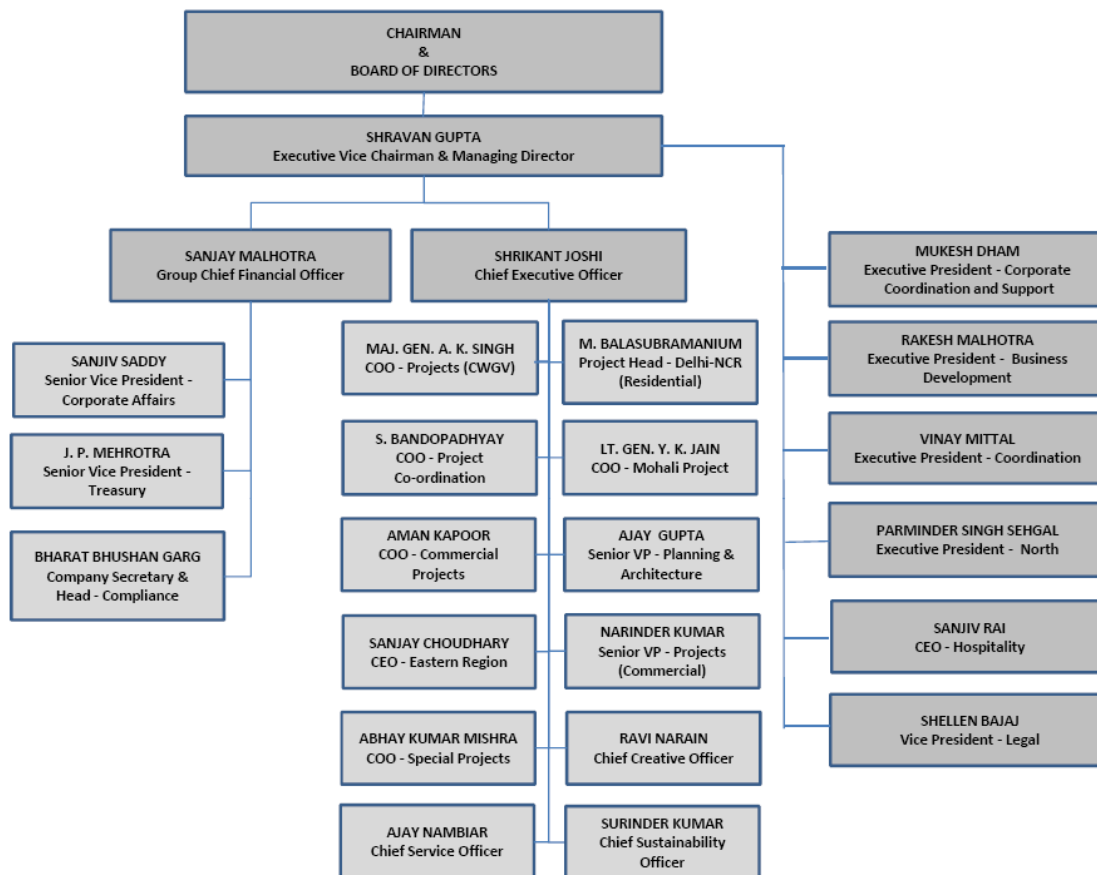 CHAIRMAN
&
BOARD OF DIRECTORS
SHRAVAN GUPTA
Executive Vice Chairman & Managing Director
SANJAY MALHOTRA
Group Chief Financial Officer
SHRIKANT JOSHI
Chief Executive Officer
SANJIV SADDY
Senior Vice President -
Corporate Affairs
J. P. MEHROTRA
Senior Vice President -
Treasury
BHARAT BHUSHAN GARG
Company Secretary &
Head - Compliance
MAJ. GEN. A. K. SINGH
COO - Projects (CWGV)
M. BALASUBRAMANIUM
Project Head - Delhi-NCR
(Residential)
S. BANDOPADHYAY
COO - Project
Co-ordination
LT. GEN. Y. K. JAIN
COO - Mohali Project
AMAN KAPOOR
COO - Commercial
Projects
AJAY GUPTA
Senior VP - Planning &
Architecture
SANJAY CHOUDHARY
CEO - Eastern Region
NARINDER KUMAR
Senior VP - Projects
(Commercial)
ABHAY KUMAR MISHRA
COO - Special Projects
RAVI NARAIN
Chief Creative Officer
AJAY NAMBIAR
Chief Service Officer
SURINDER KUMAR
Chief Sustainability
Officer
MUKESH DHAM
Executive President - Corporate
Coordination and Support
RAKESH MALHOTRA
Executive President - Business
Development
VINAY MITTAL
Executive President - Coordination
PARMINDER SINGH SEHGAL
Executive President - North
SANJIV RAI
CEO - Hospitality
SHELLEN BAJAJ
Vice President - Legal